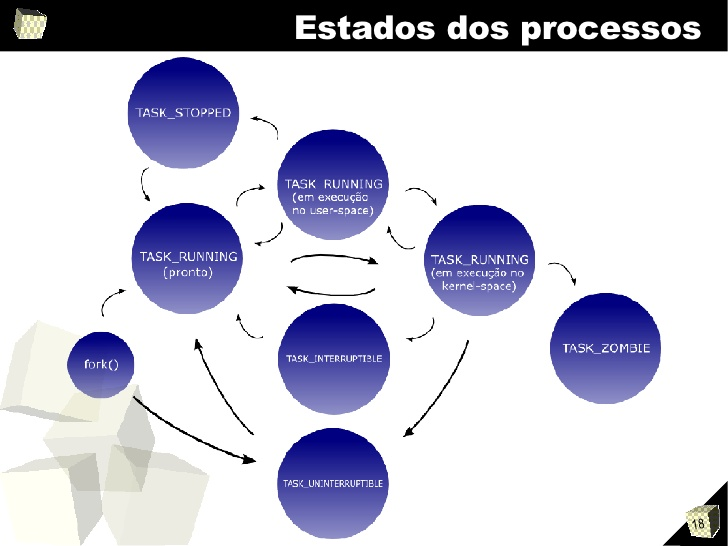 Estados dos processos
TASK_STOPPED
TASK_RUNNING
(em execução
no user-space)
TASK_RUNNING
(pronto)
TASK_RUNNING
(em execução no
kernel-space)
fork()
TASK_INTERRUPTIBLE
TASK_ZOMBIE
TASK_UNINTERRUPTIBLE
18